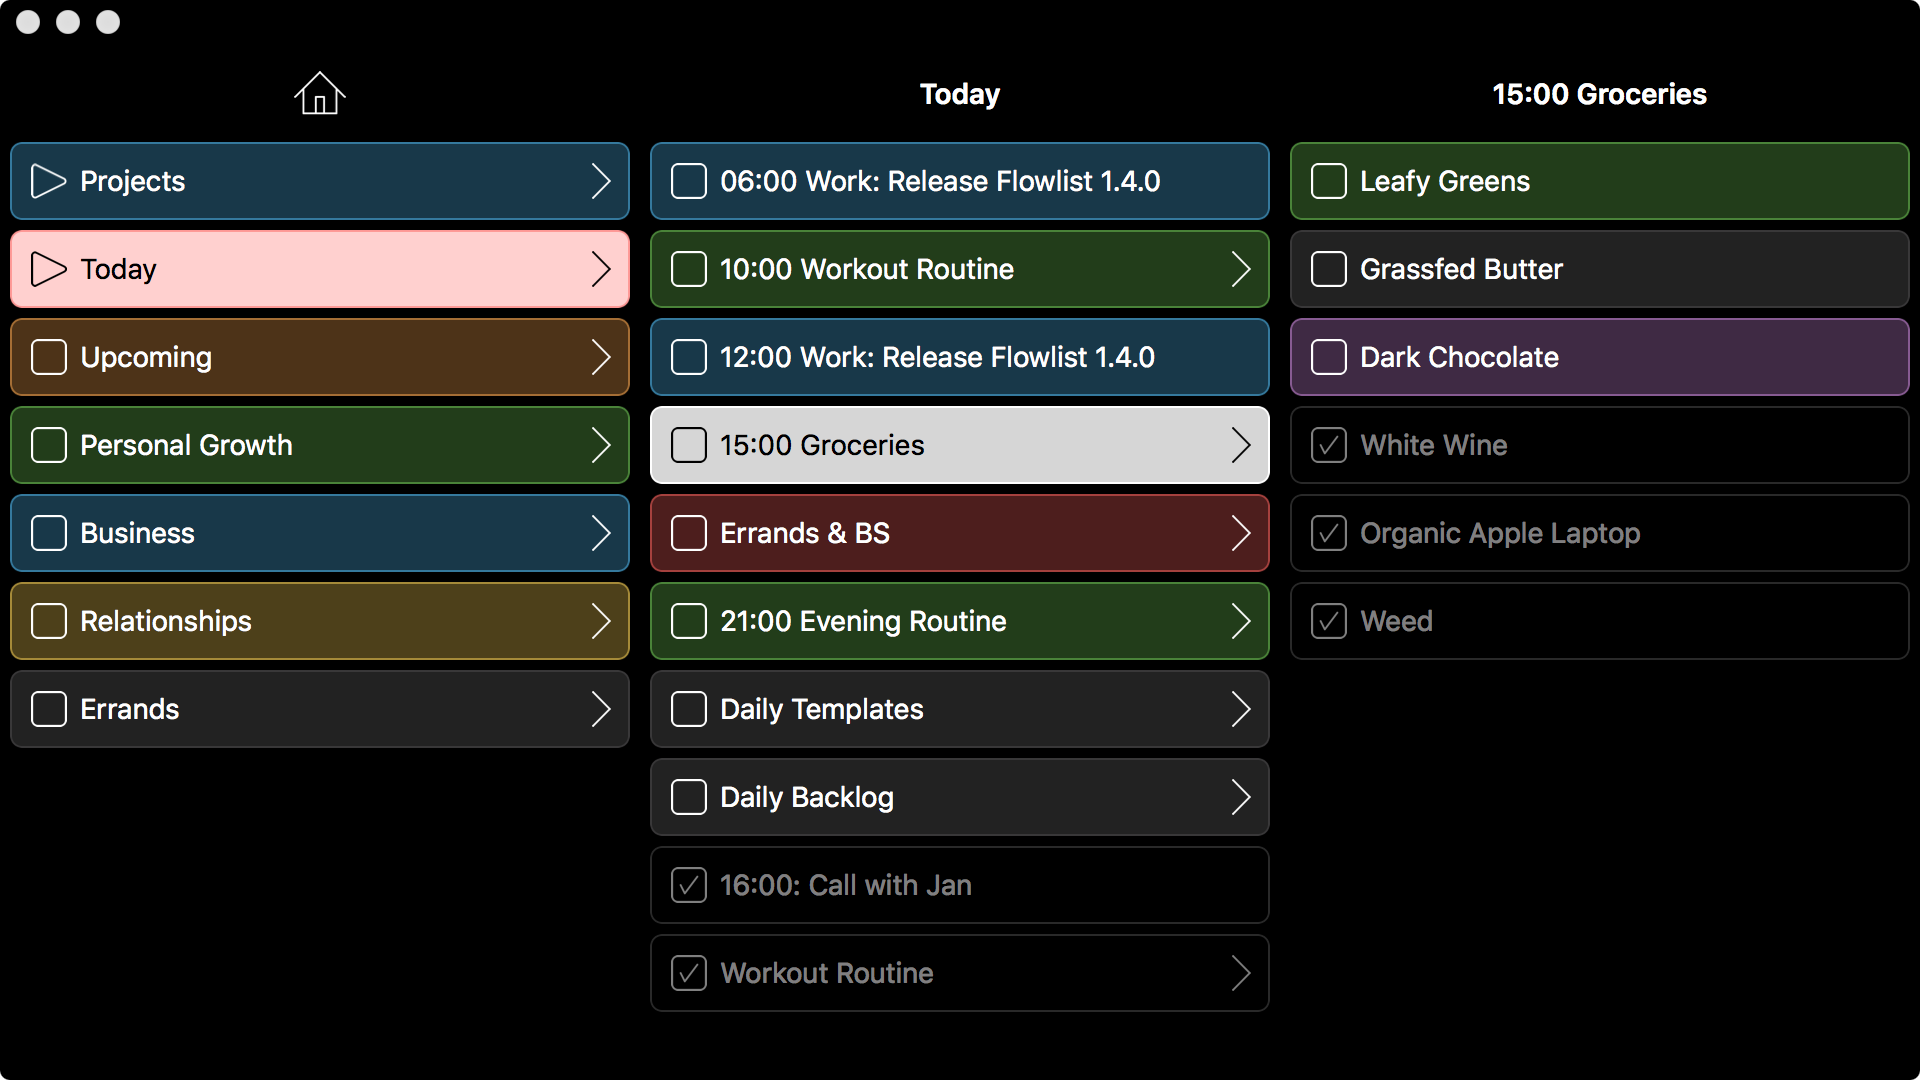 Projects
Today
Upcoming
Personal Growth
Business
Relationships
Errands
Today
06:00 Work: Release Flowlist 1.4.0
10:00 Workout Routine
12:00 Work: Release Flowlist 1.4.0
15:00 Groceries
Errands & BS
21:00 Evening Routine
Daily Templates
Daily Backlog
16:00: Call with Jan
Workout Routine
15:00 Groceries
Leafy Greens
Grassfed Butter
Dark Chocolate
White Wine
Organic Apple Laptop
Weed